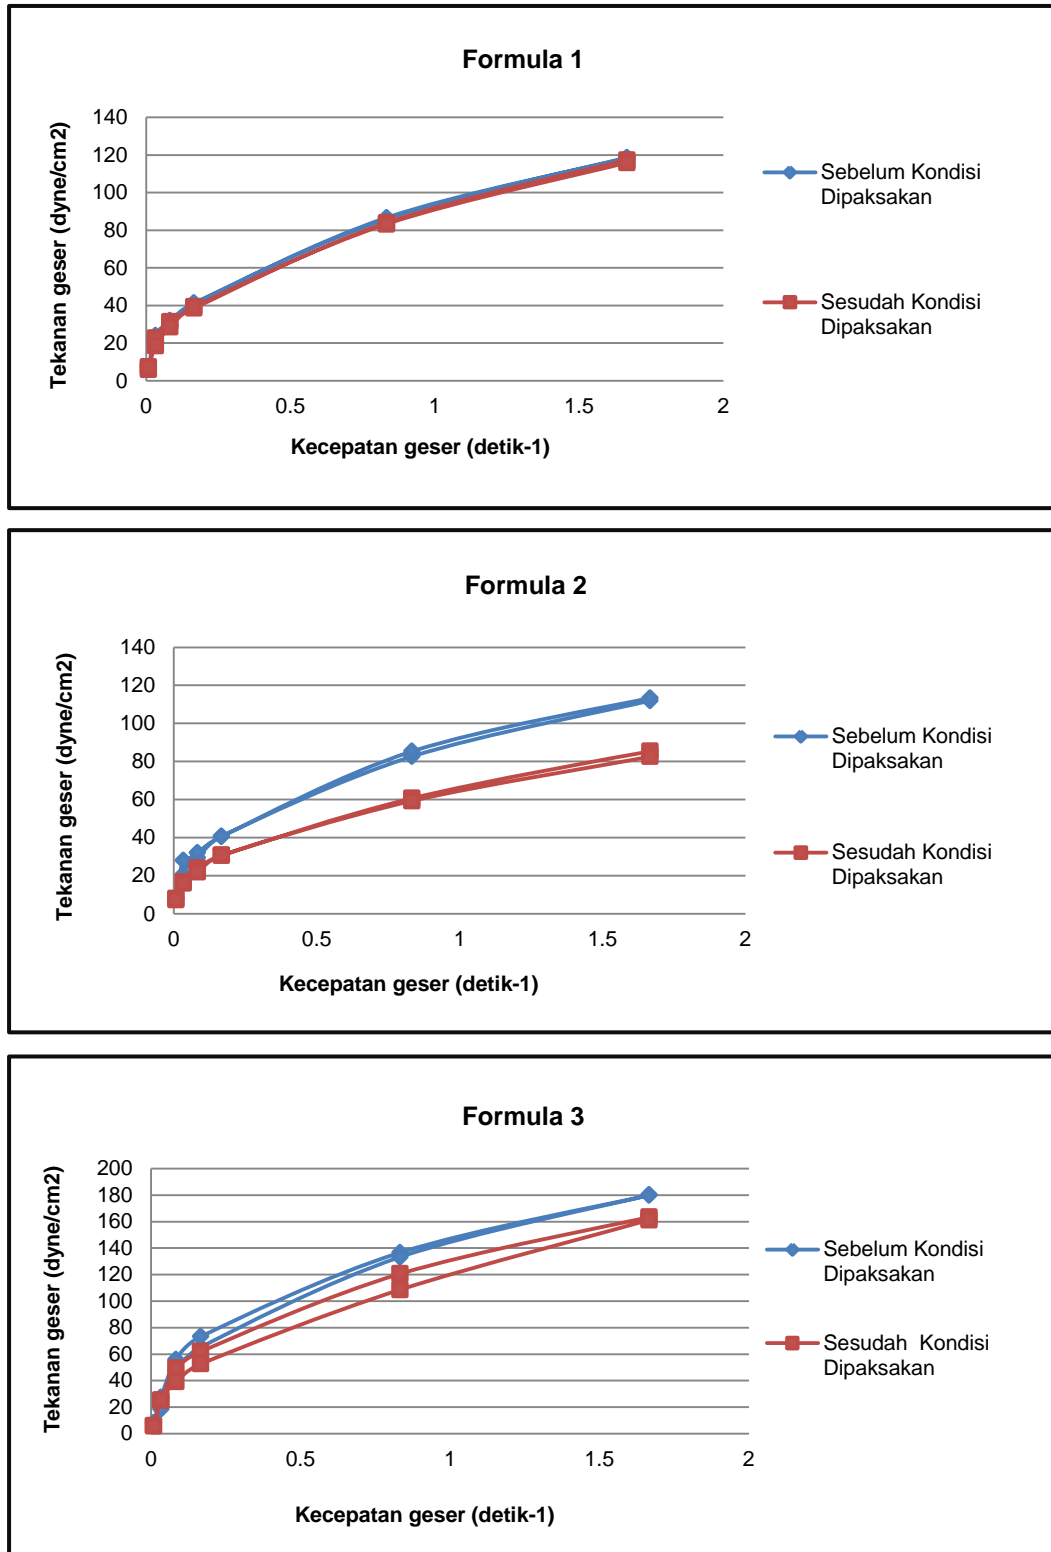 Formula 1
Tekanan geser (dyne/cm2)
140
120
100
80
60
40
20
0
0 0.5 1 1.5 2
Kecepatan geser (detik-1)
Sebelum Kondisi
Dipaksakan
Sesudah Kondisi
Dipaksakan
Formula 2
Tekanan geser (dyne/cm2)
140
120
100
80
60
40
20
0
0 0.5 1 1.5 2
Kecepatan geser (detik-1)
Sebelum Kondisi
Dipaksakan
Sesudah Kondisi
Dipaksakan
Formula 3
Tekanan geser (dyne/cm2)
200
180
160
140
120
100
80
60
40
20
0
0 0.5 1 1.5 2
Kecepatan geser (detik-1)
Sebelum Kondisi
Dipaksakan
Sesudah  Kondisi
Dipaksakan